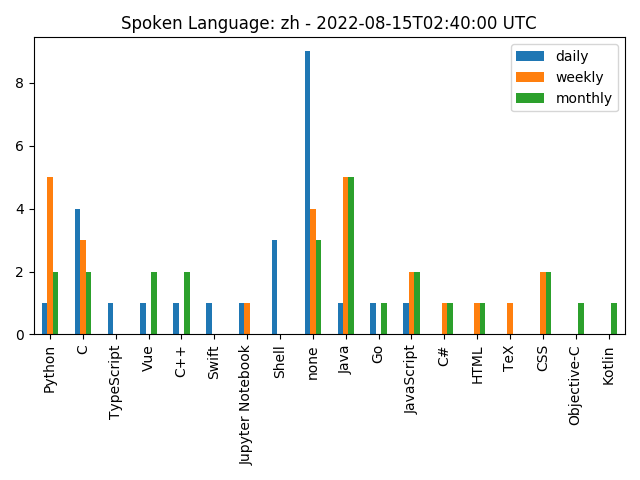 Spoken Language: zh - 2022-08-15T02:40:00 UTC
daily
weekly
monthly
8
6
4
2
0
Python
C
TypeScript
Vue
C++
Swift
Jupyter Notebook
Shell
none
Java
Go
JavaScript
C#
HTML
TeX
CSS
Objective-C
Kotlin